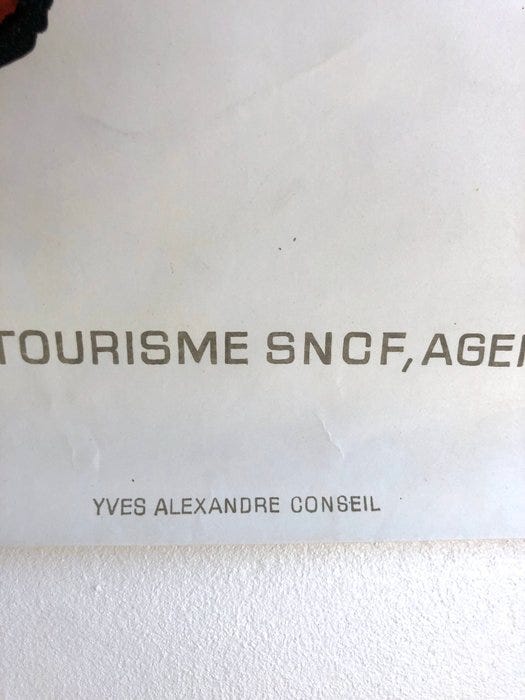 TOURISME SNCF, AGE
YVES ALEXANDRE CONSEIL